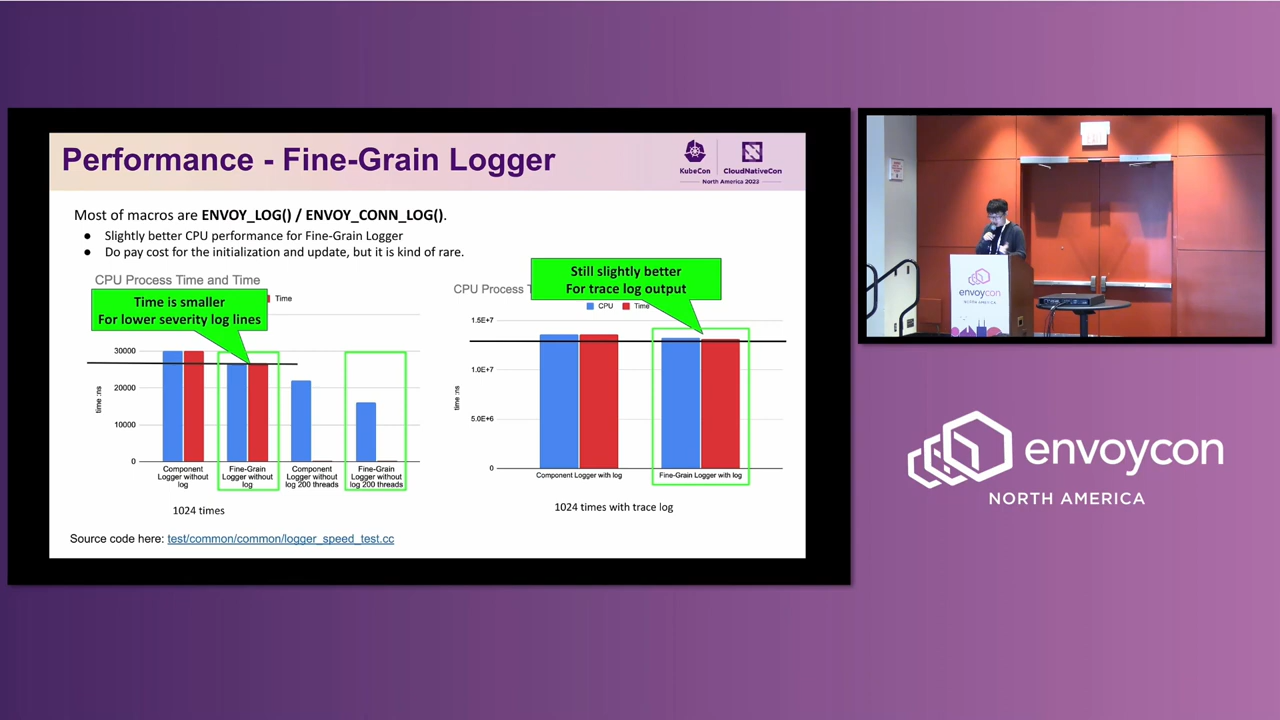 Performance - Fine-Grain Logger
KubeCon
CloudNativeCon
North America 2023
Most of macros are ENVOY_LOG() / ENVOY_CONN_LOG().
● Slightly better CPU performance for Fine-Grain Logger
● Do pay cost for the initialization and update, but it is kind of rare.
CPU Process Time and Time
Time
Time is smaller
For lower severity log lines
30000
20000
10000
0
time :ns
Component
Logger without
log
Fine-Grain
Logger without
log
Component
Logger without
log 200 threads
Fine-Grain
Logger without
log 200 threads
1024 times
CPU Process T
Still slightly better
For trace log output
CPU
Time
1.5E+7
1.0E+7
5.0E+6
0
time :ns
Component Logger with log
Fine-Grain Logger with log
1024 times with trace log
Source code here: test/common/common/logger_speed_test.cc
envoycon
NORTH AMERICA
envoycon
NORTH AMERICA